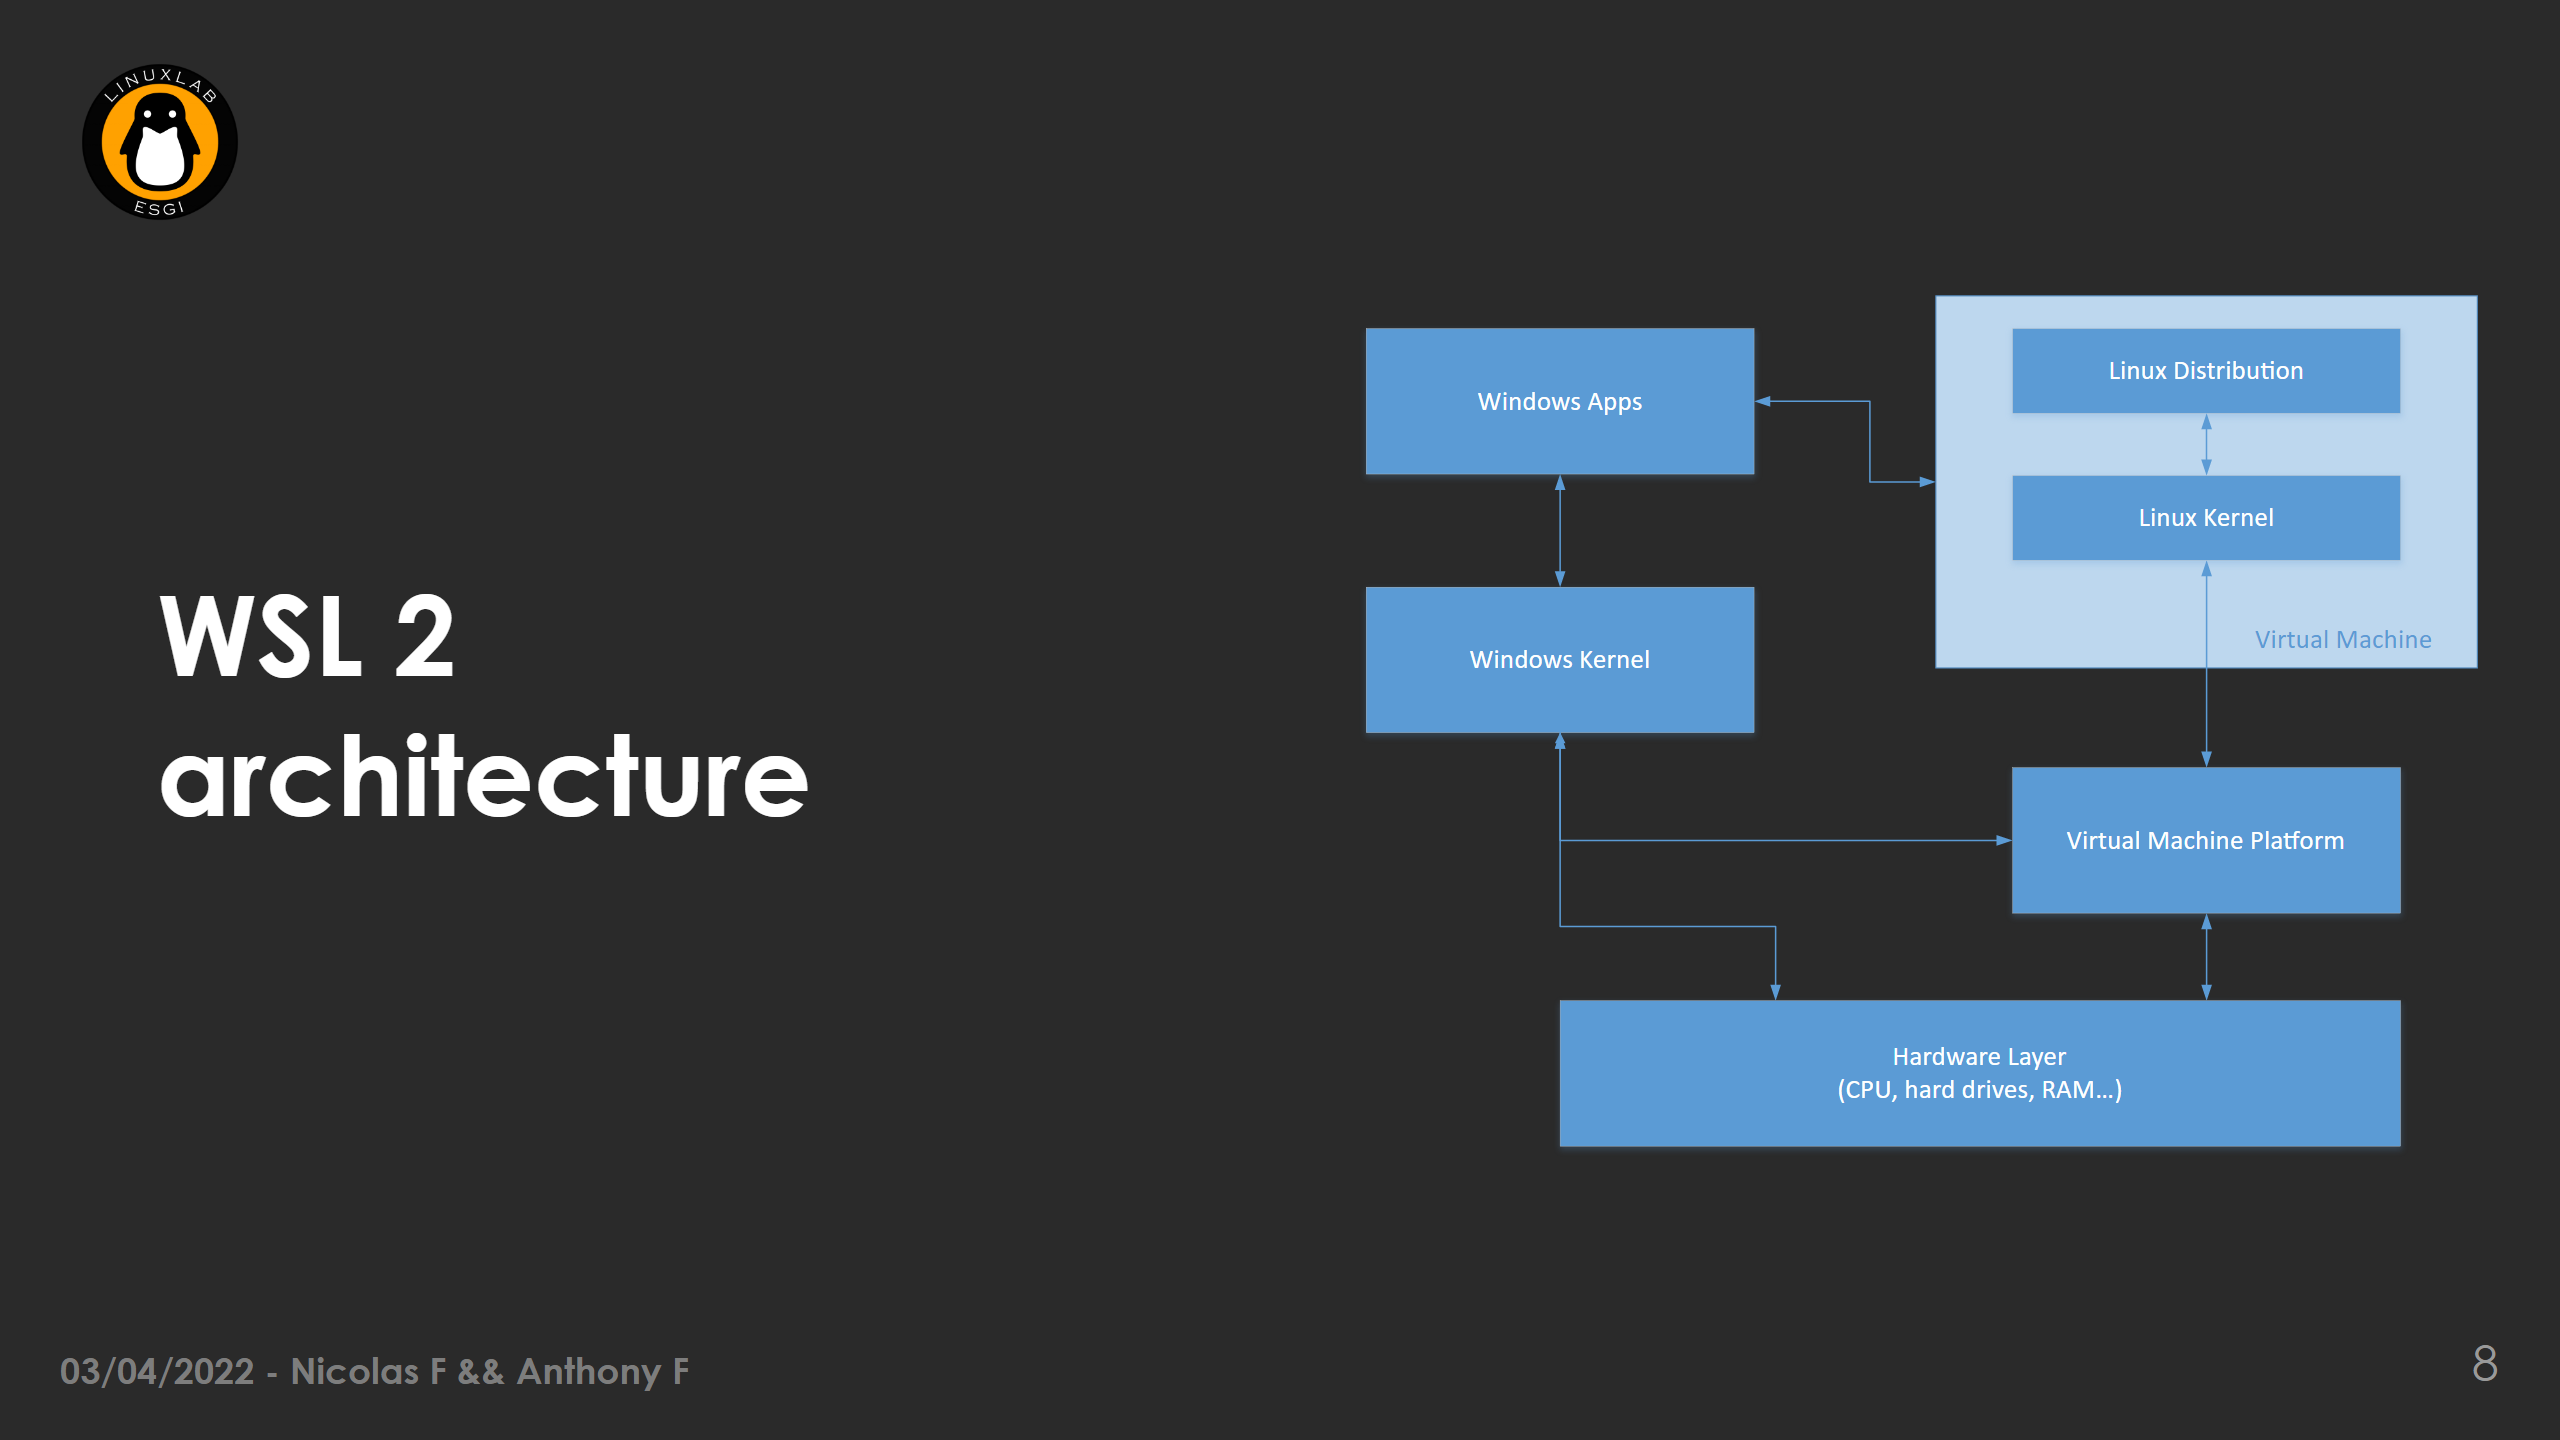 LINUXLAB
ESGI
WSL 2
architecture
Windows Apps
Linux Distribution
Linux Kernel
Windows Kernel
Virtual Machine
Virtual Machine Platform
Hardware Layer
(CPU, hard drives, RAM...)
03/04/2022 - Nicolas F && Anthony F
8